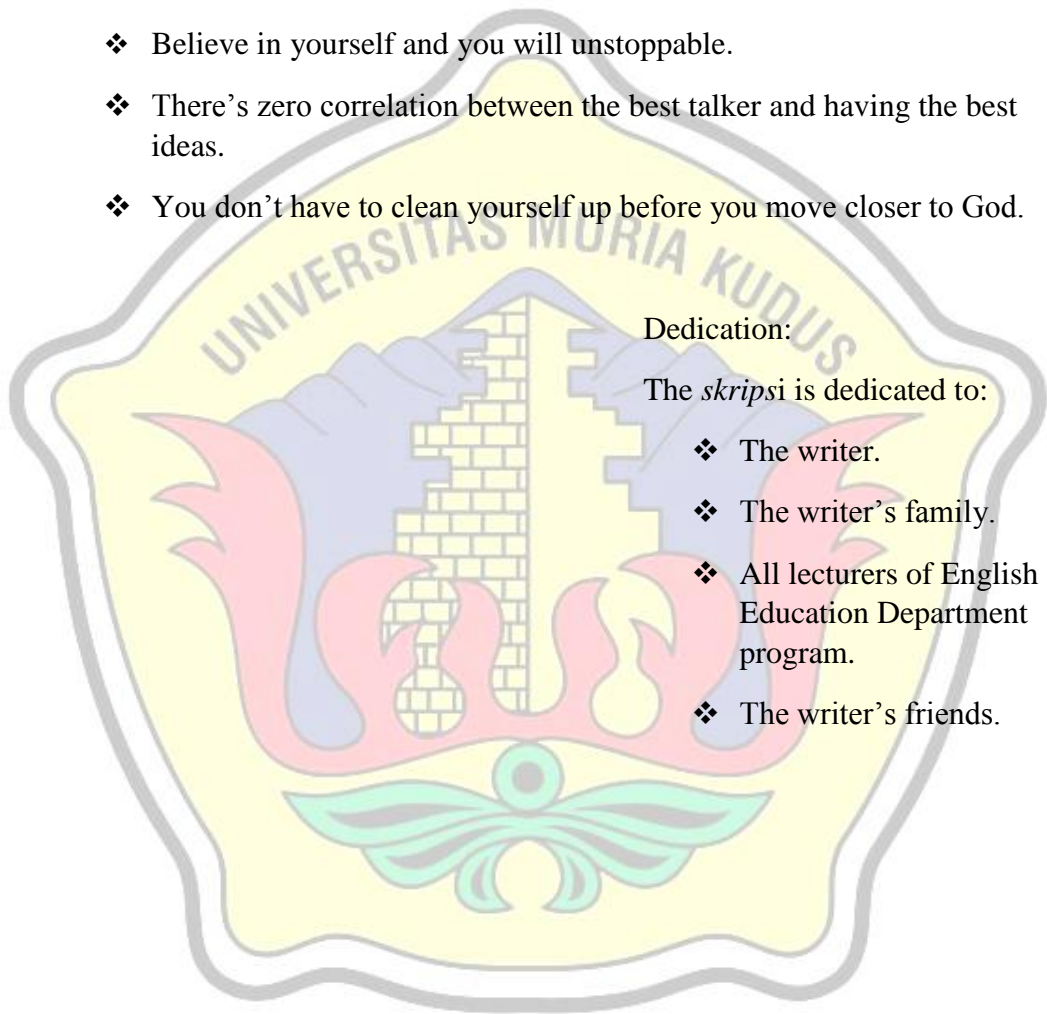 ❖ Believe in yourself and you will unstoppable.
❖ There’s zero correlation between the best talker and having the best
ideas.
❖ You don’t have to clean yourself up before you move closer to God.
UNIVERSITAS MURIA KUDUS
Dedication:
The skripsi is dedicated to:
❖ The writer.
❖ The writer’s family.
❖ All lecturers of English
Education Department
program.
❖ The writer’s friends.